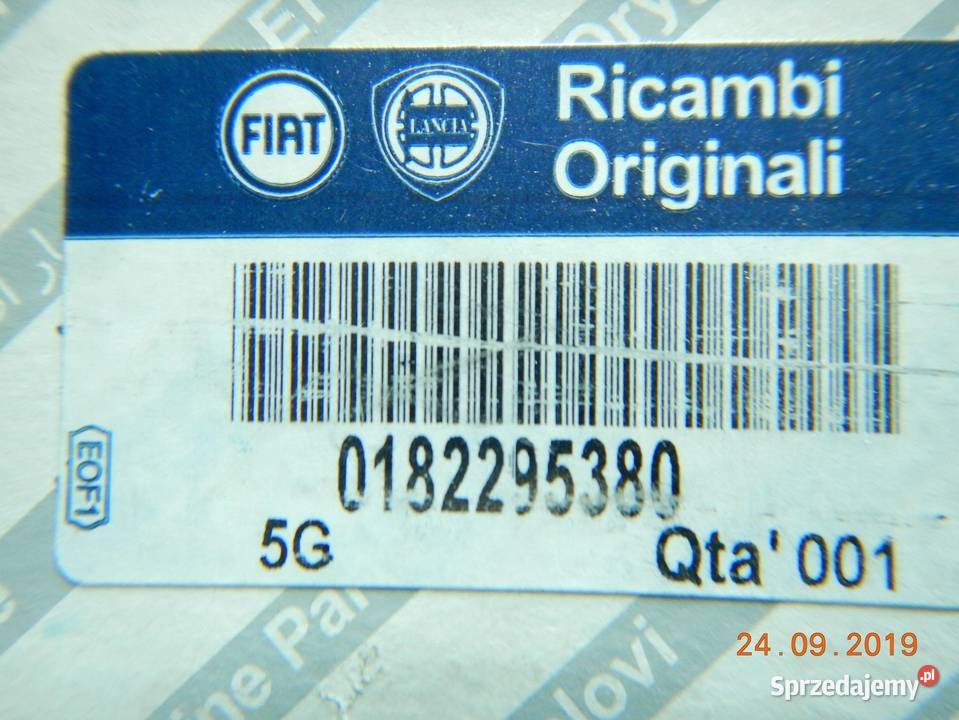 FIAT
LANCIA
Ricambi
Originali
0182295380
EOF1
5G
Qta' 001
24.09.2019
Sprzedajemy.pl